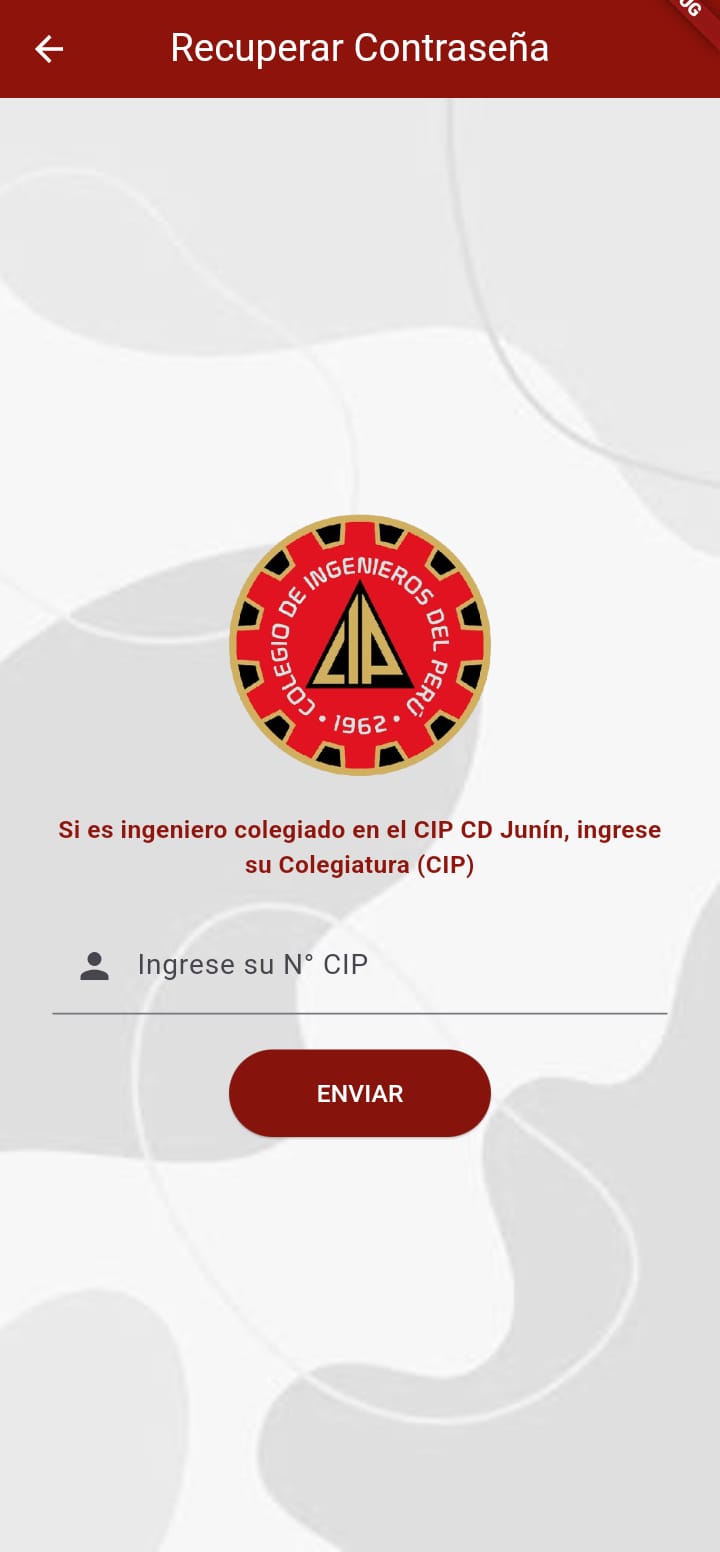 Recuperar Contraseña
COLEGIO DE INGENIEROS DEL PERÚ
CIP
• 1962 •
Si es ingeniero colegiado en el CIP CD Junín, ingrese
su Colegiatura (CIP)
Ingrese su N° CIP
ENVIAR